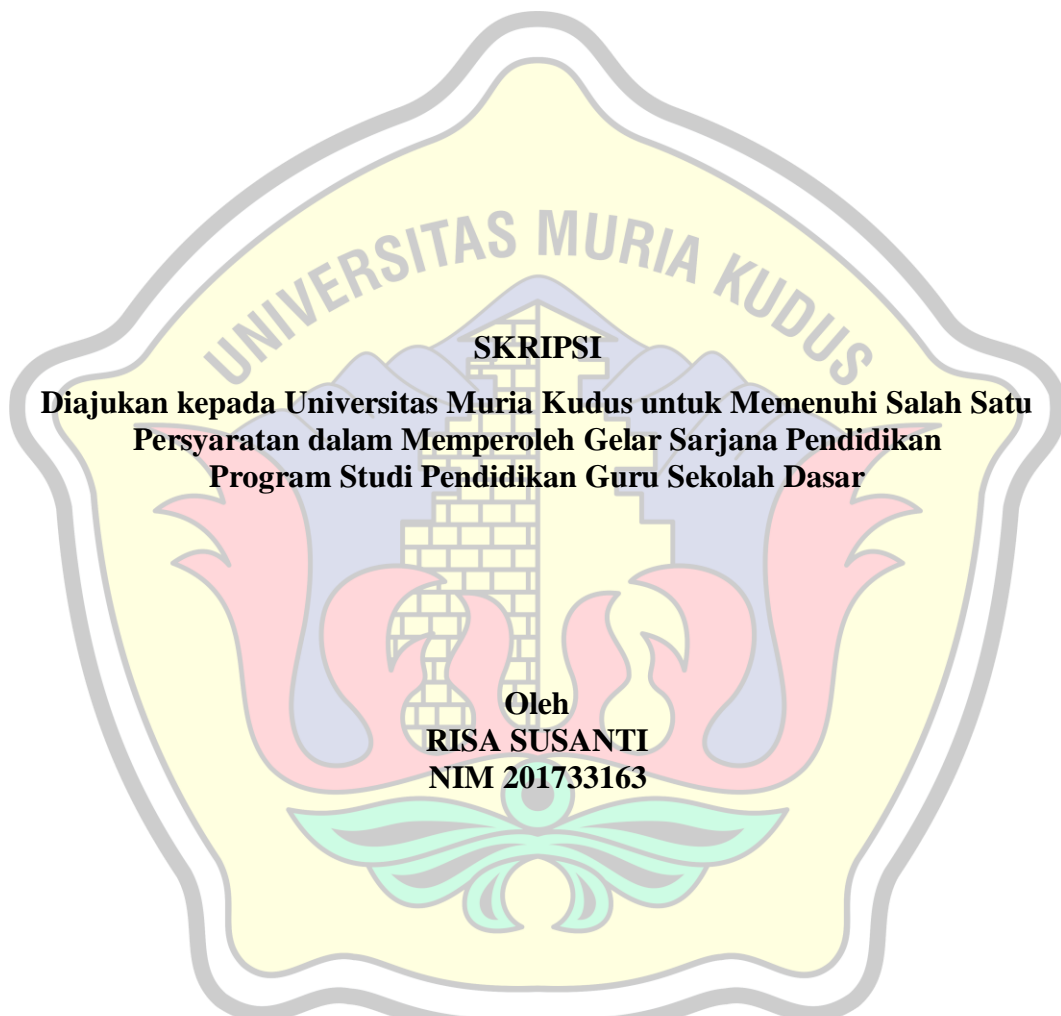 UNIVERSITAS MURIA KUDUS
SKRIPSI
Diajukan kepada Universitas Muria Kudus untuk Memenuhi Salah Satu
Persyaratan dalam Memperoleh Gelar Sarjana Pendidikan
Program Studi Pendidikan Guru Sekolah Dasar
Oleh
RISA SUSANTI
NIM 201733163